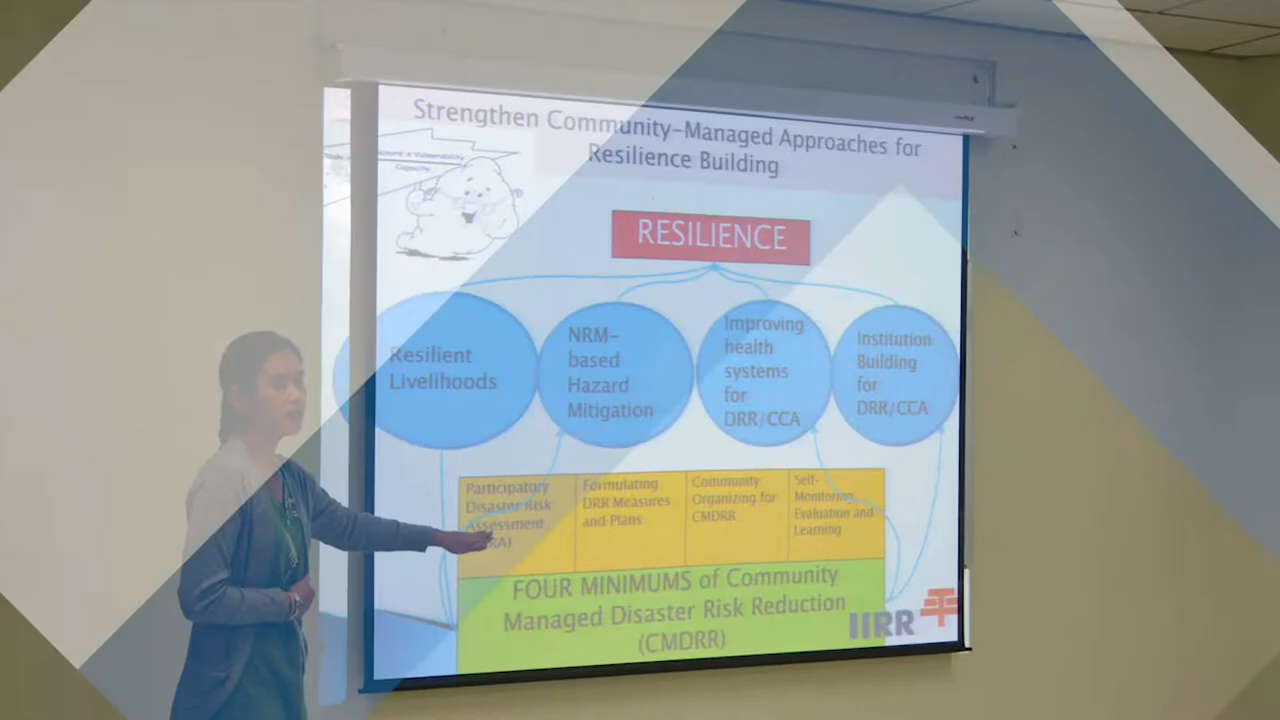 Strengthen Community-Managed Approaches for
Resilience Building
Vulnerability
Capacity
RESILIENCE
Resilient
Livelihoods
NRM-
based
Hazard
Mitigation
Improving
health
systems
for
DRR/CCA
Institution
Building
for
DRR/CCA
Participatory
Disaster Risk
Assessment
Formulating
DRR Measures
and Plans
Community
Organizing for
CMDRR
Self-
Monitoring,
Evaluation and
Learning
FOUR MINIMUMS of Community
Managed Disaster Risk Reduction
(CMDRR)
IIRR